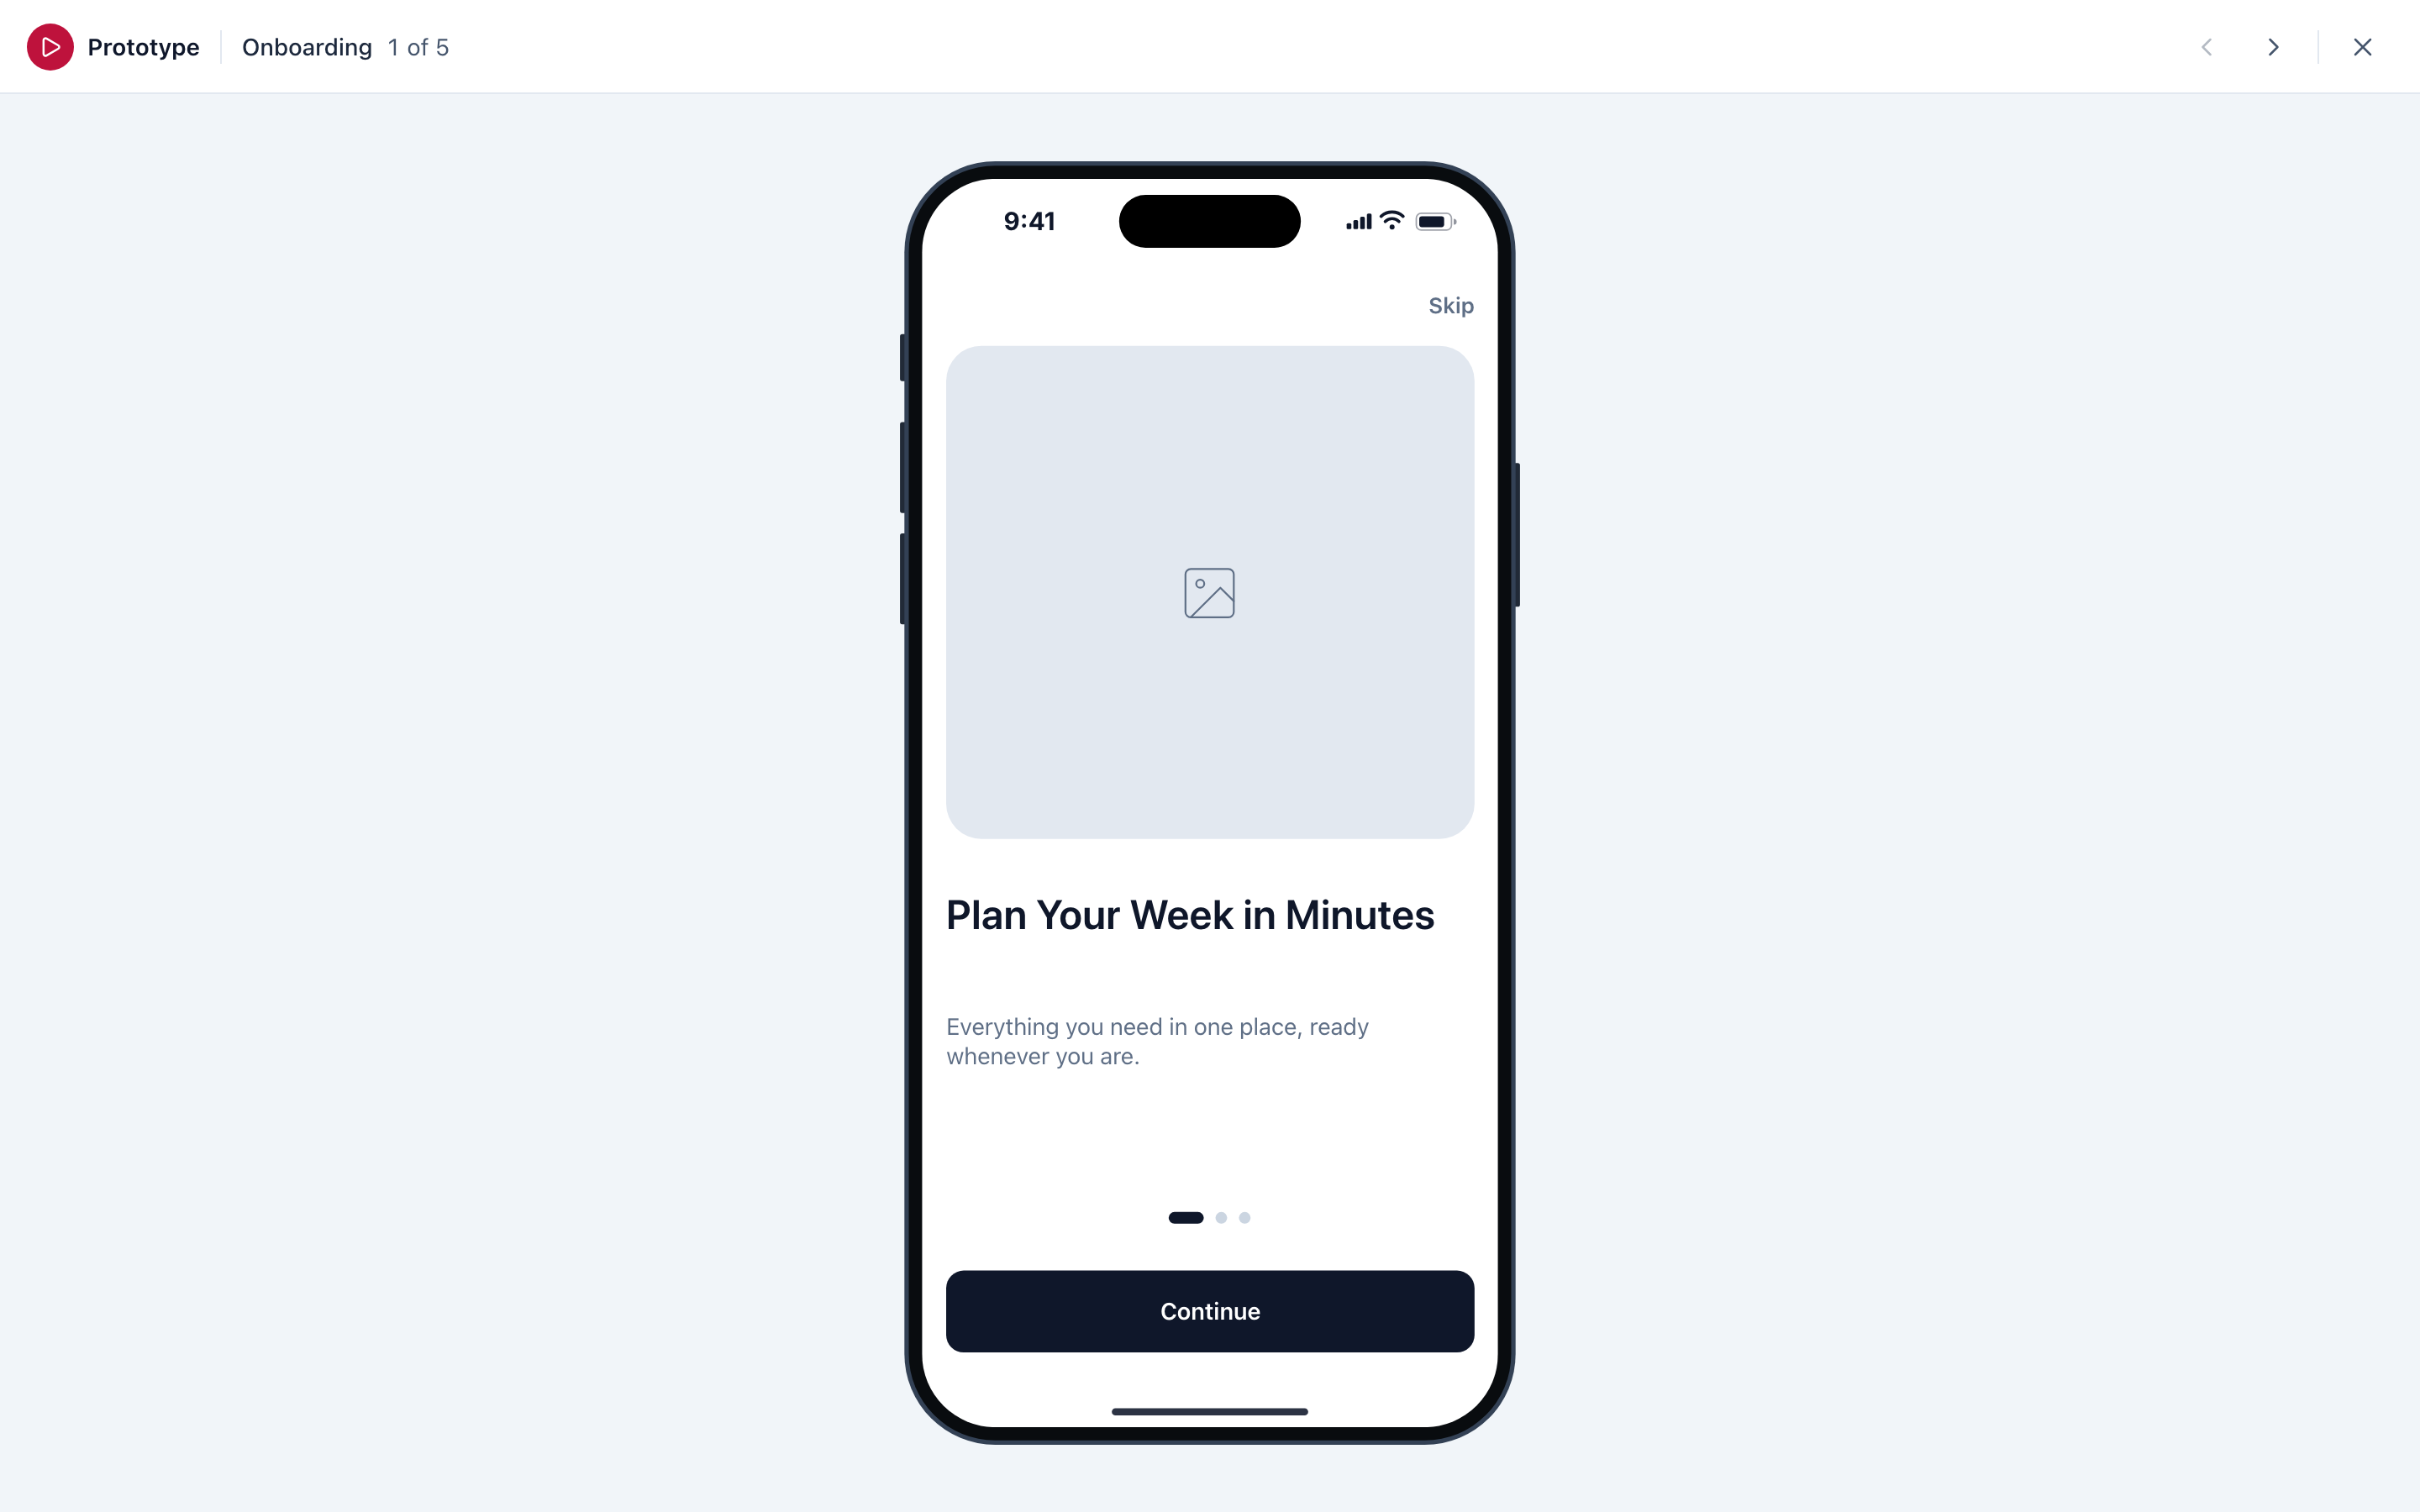 Prototype
Onboarding 1 of 5
9:41
Skip
Plan Your Week in Minutes
Everything you need in one place, ready
whenever you are.
Continue